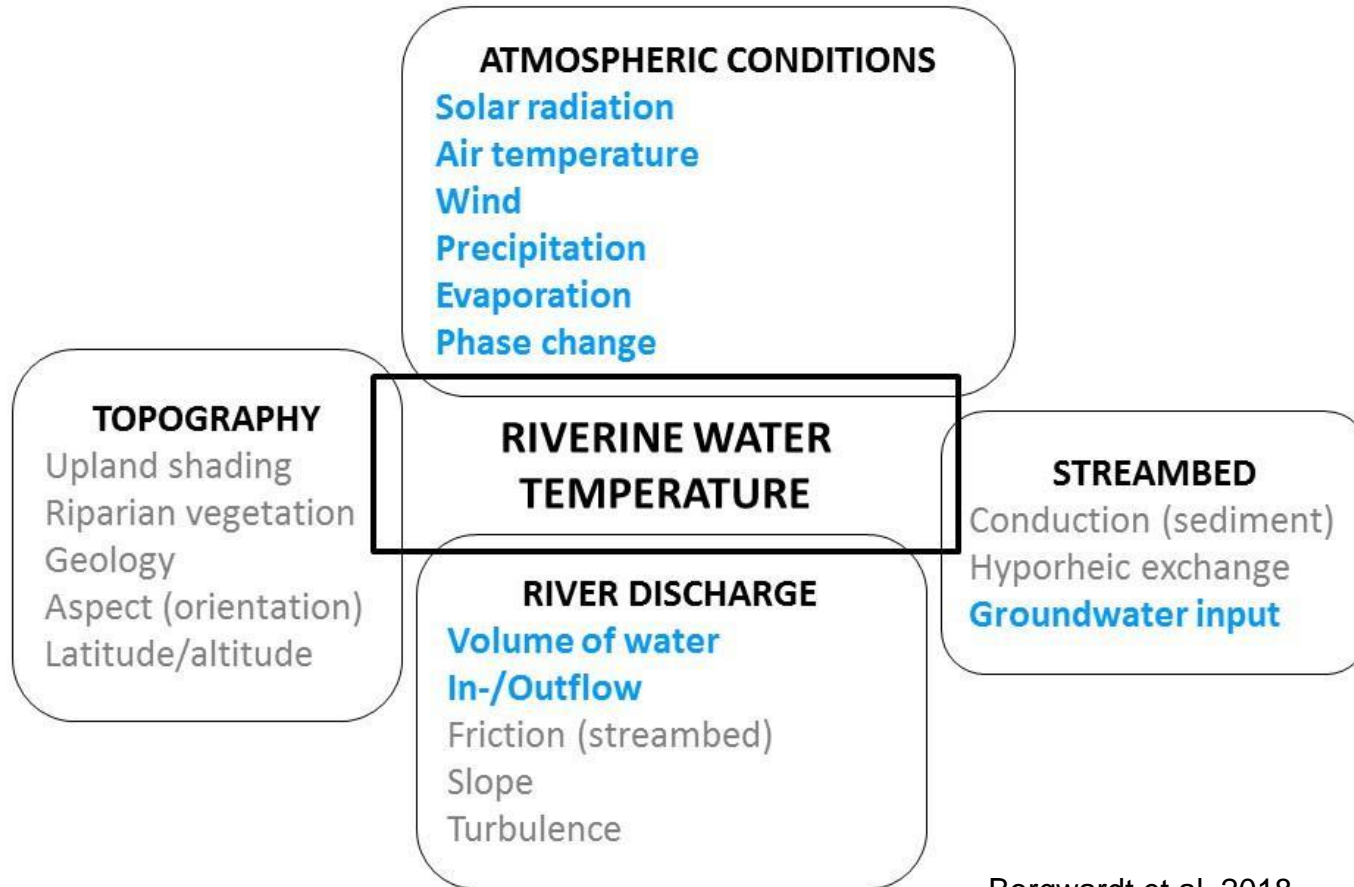 ATMOSPHERIC CONDITIONS
Solar radiation
Air temperature
Wind
Precipitation
Evaporation
Phase change
TOPOGRAPHY
Upland shading
Riparian vegetation
Geology
Aspect (orientation)
Latitude/altitude
RIVERINE WATER
TEMPERATURE
STREAMBED
Conduction (sediment)
Hyporheic exchange
Groundwater input
RIVER DISCHARGE
Volume of water
In-/Outflow
Friction (streambed)
Slope
Turbulence